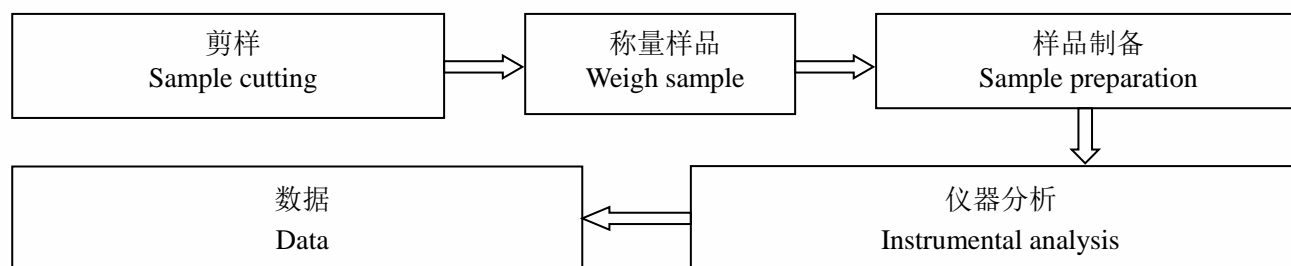 剪样
Sample cutting
称量样品
Weigh sample
样品制备
Sample preparation
仪器分析
Instrumental analysis
数据
Data